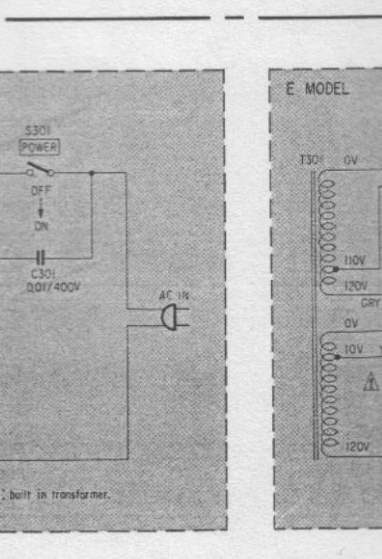 S301
POWER
OFF
ON
C301
0.01/400V
AC IN
: built in transformer.
E MODEL
T301
0V
110V
120V
GRY
0V
10V
120V